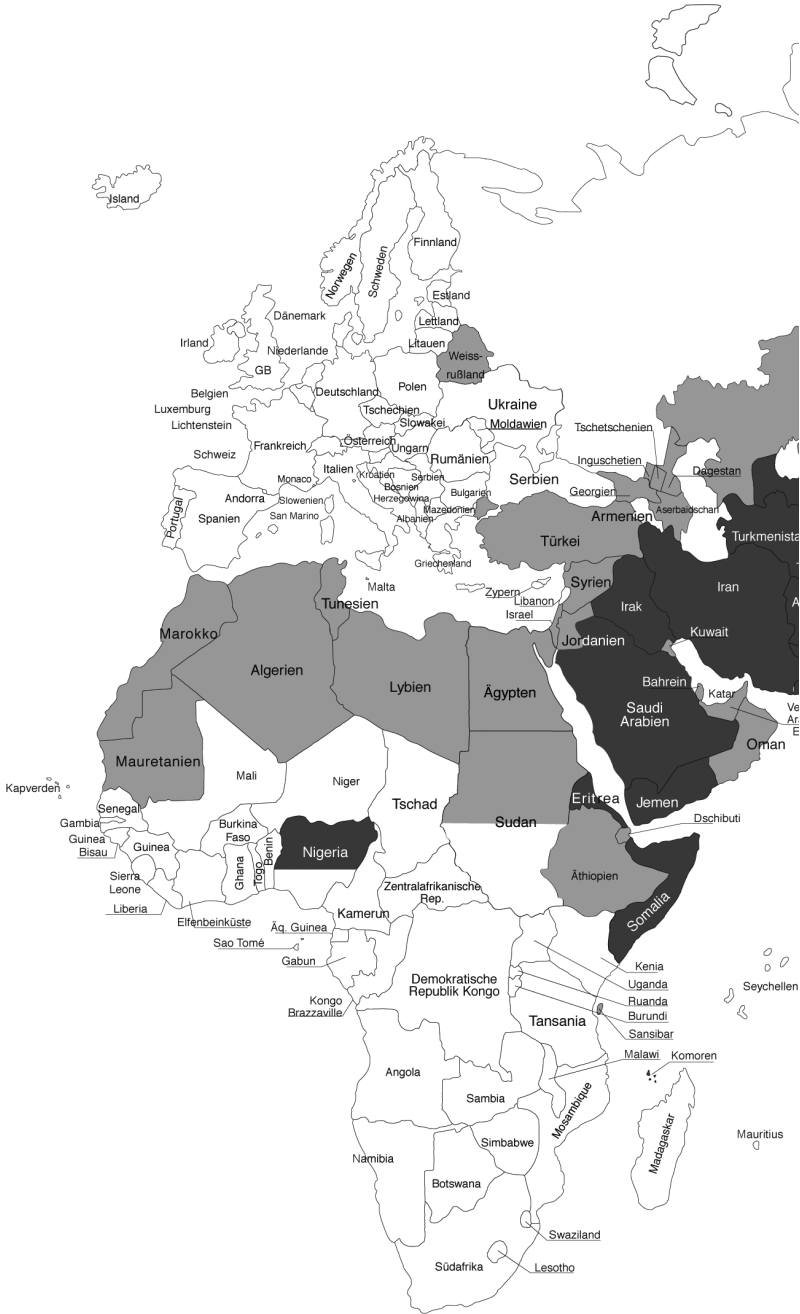 Island
Finnland
Norwegen
Schweden
Estland
Dänemark
Lettland
Irland
Litauen
Niederlande
Weiss-
rußland
GB
Polen
Belgien
Deutschland
Ukraine
Luxemburg
Tschechien
Lichtenstein
Slowakei
Moldawien
Tschetschenien
Österreich
Frankreich
Ungarn
Schweiz
Rumänien
Inguschetien
Italien
Kroatien
Dagestan
Serbien
Serbien
Monaco
Bosnien
Andorra
Slowenien
Herzegowina
Bulgarien
Georgien
Portugal
Spanien
San Marino
Mazedonien
Albanien
Armenien
Aserbaidschan
Türkei
Turkmenista
Griechenland
Malta
Syrien
Iran
Zypern
Tunesien
Libanon
Irak
A
Israel
Marokko
Jordanien
Kuwait
Algerien
Bahrein
Lybien
Ägypten
Katar
Saudi
Arabien
Ve
Ar
E
Oman
Mauretanien
Mali
Niger
Kapverden
Tschad
Eritrea
Jemen
Senegal
Gambia
Burkina
Faso
Sudan
Dschibuti
Guinea
Bisau
Guinea
Benin
Nigeria
Ghana
Togo
Sierra
Leone
Äthiopien
Zentralafrikanische
Rep.
Liberia
Kamerun
Somalia
Elfenbeinküste
Äq. Guinea
Sao Tomé
Gabun
Kenia
Demokratische
Republik Kongo
Uganda
Seychellen
Kongo
Brazzaville
Ruanda
Burundi
Tansania
Sansibar
Malawi
Komoren
Angola
Sambia
Mosambique
Madagaskar
Mauritius
Simbabwe
Namibia
Botswana
Swaziland
Südafrika
Lesotho